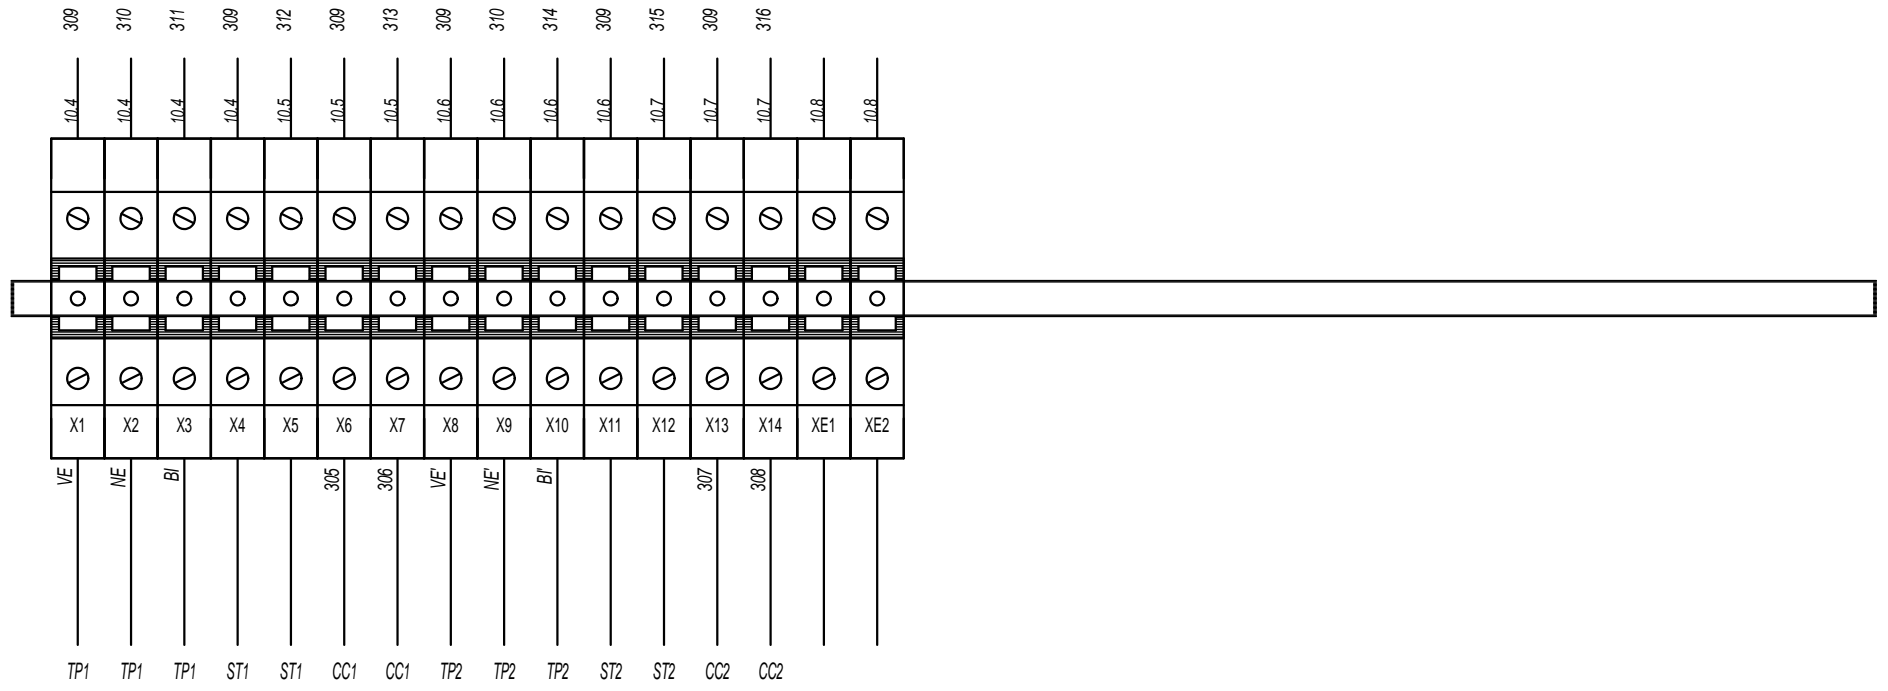 309 310 311 309 312 309 313 309 310 314 309 315 309 316
10.4 10.4 10.4 10.4 10.5 10.5 10.5 10.6 10.6 10.6 10.6 10.7 10.7 10.7 10.8 10.8
X1 X2 X3 X4 X5 X6 X7 X8 X9 X10 X11 X12 X13 X14 XE1 XE2
VE NE BI 305 306 VE' NE' BI' 307 308
TP1 TP1 TP1 ST1 ST1 CC1 CC1 TP2 TP2 TP2 ST2 ST2 CC2 CC2